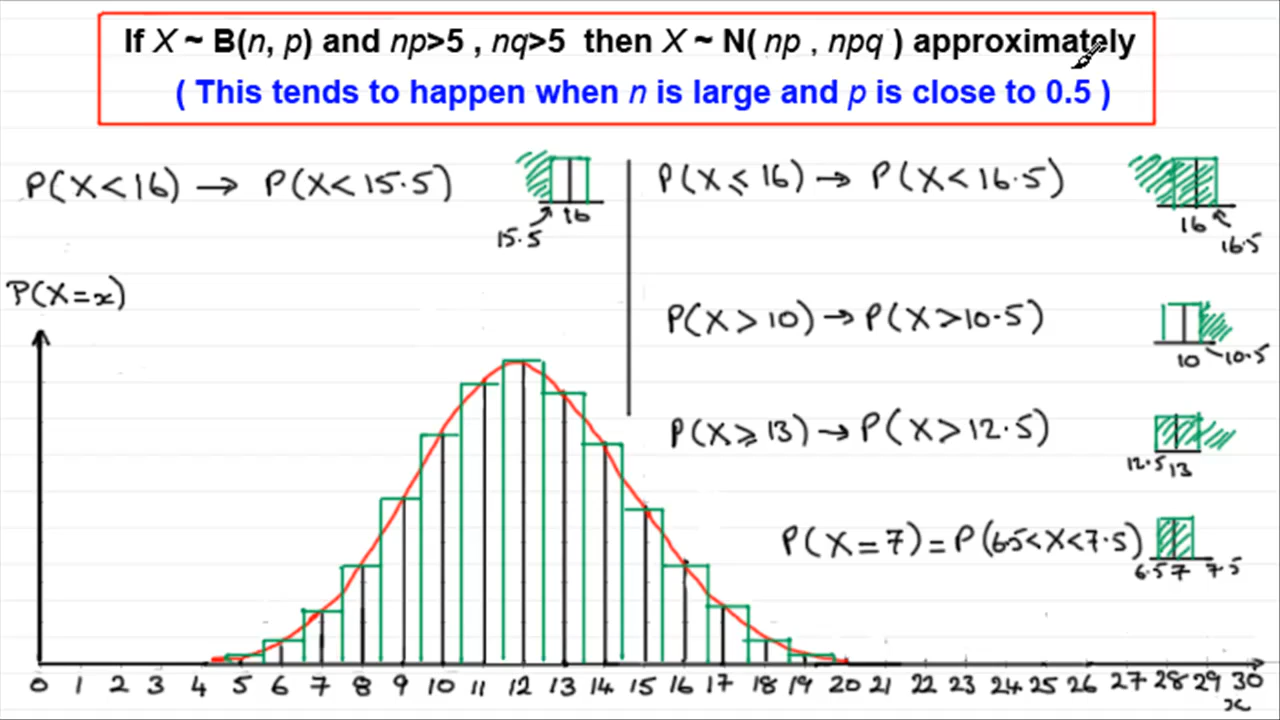 If X ~ B(n, p) and np>5 , nq>5 then X ~ N( np , npq ) approximately
( This tends to happen when n is large and p is close to 0.5 )
P(X<16) → P(X<15.5)
16
15.5
P(X≤16) → P(X<16.5)
16
16.5
P(X>10) → P(X>10.5)
10
10.5
P(X≥13) → P(X>12.5)
12.5 13
P(X=7) = P(6.5<X<7.5)
6.5 7 7.5
P(X=x)
0 1 2 3 4 5 6 7 8 9 10 11 12 13 14 15 16 17 18 19 20 21 22 23 24 25 26 27 28 29 30
x